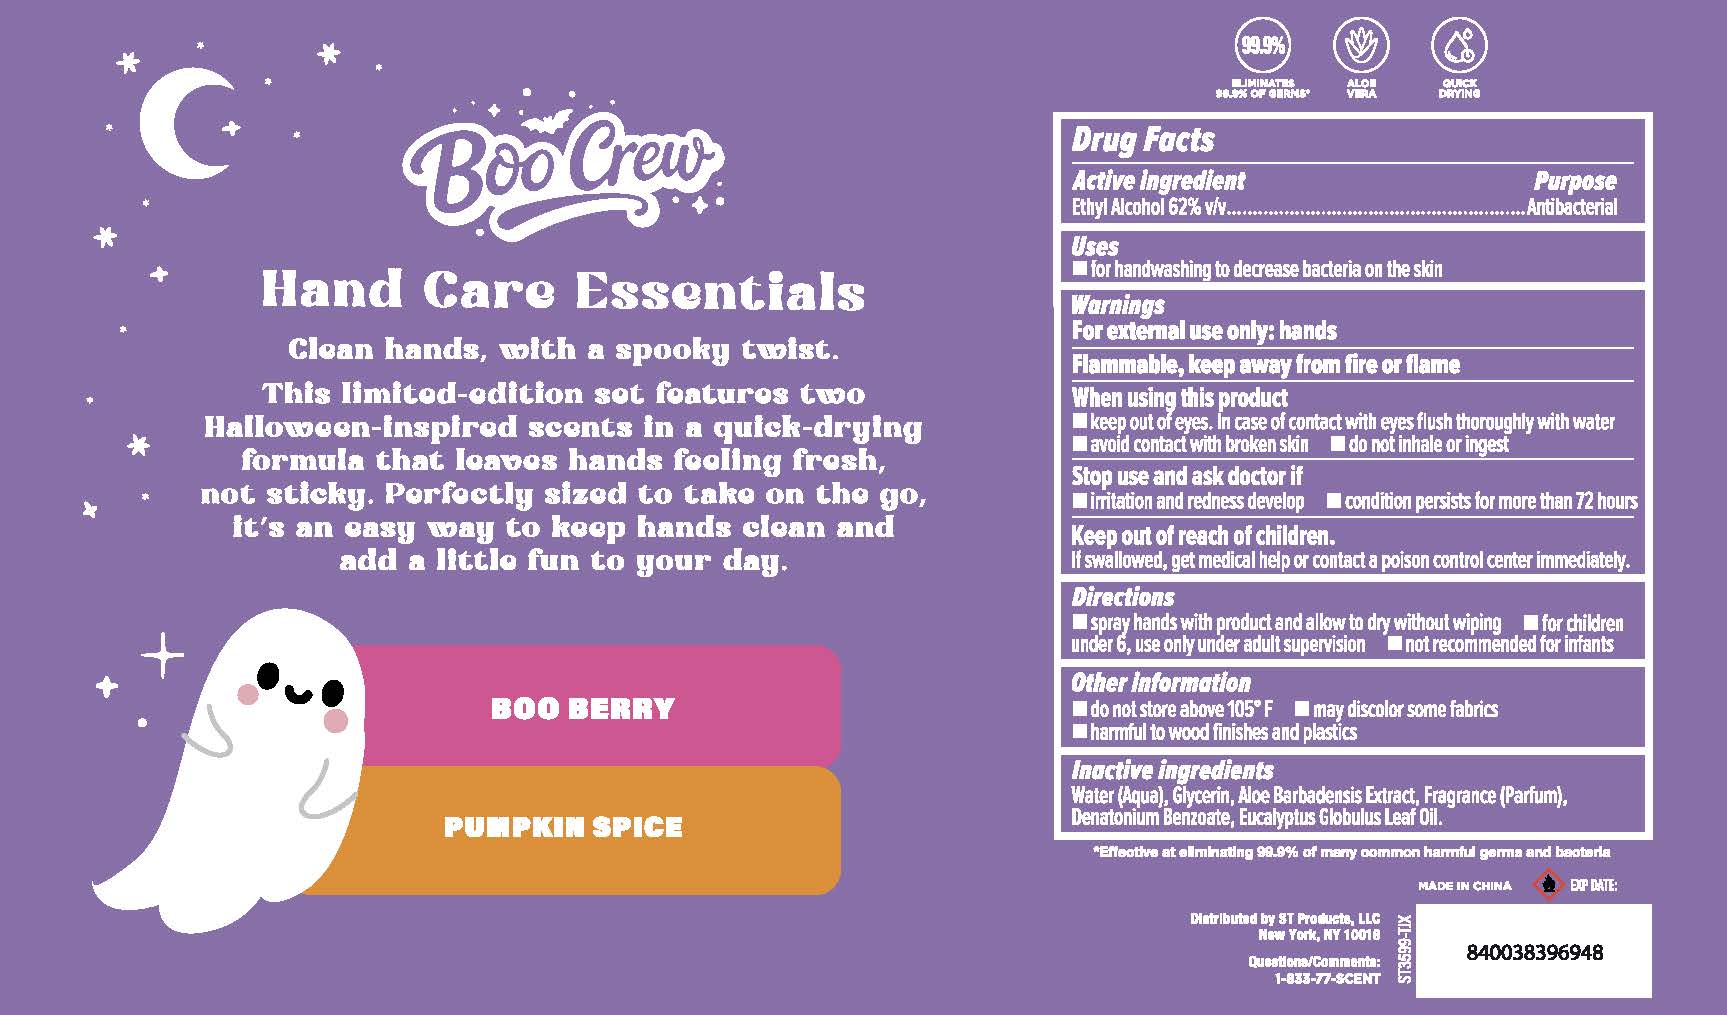 Boo Crew
Hand Care Essentials
Clean hands, with a spooky twist.
This limited-edition set features two
Halloween-inspired scents in a quick-drying
formula that leaves hands feeling fresh,
not sticky. Perfectly sized to take on the go,
it's an easy way to keep hands clean and
add a little fun to your day.
BOO BERRY
PUMPKIN SPICE
99.9%
ELIMINATES
99.9% OF GERMS*
ALOE
VERA
QUICK
DRYING
Drug Facts
Active ingredient Purpose
Ethyl Alcohol 62% v/v.........................................................Antibacterial
Uses
■ for handwashing to decrease bacteria on the skin
Warnings
For external use only: hands
Flammable, keep away from fire or flame
When using this product
■ keep out of eyes. In case of contact with eyes flush thoroughly with water
■ avoid contact with broken skin ■ do not inhale or ingest
Stop use and ask doctor if
■ irritation and redness develop ■ condition persists for more than 72 hours
Keep out of reach of children.
If swallowed, get medical help or contact a poison control center immediately.
Directions
■ spray hands with product and allow to dry without wiping ■ for children
under 6, use only under adult supervision ■ not recommended for infants
Other information
■ do not store above 105° F ■ may discolor some fabrics
■ harmful to wood finishes and plastics
Inactive ingredients
Water (Aqua), Glycerin, Aloe Barbadensis Extract, Fragrance (Parfum),
Denatonium Benzoate, Eucalyptus Globulus Leaf Oil.
*Effective at eliminating 99.9% of many common harmful germs and bacteria
MADE IN CHINA EXP DATE:
Distributed by ST Products, LLC
New York, NY 10018
Questions/Comments:
1-833-77-SCENT
ST3599-TJX
840038396948